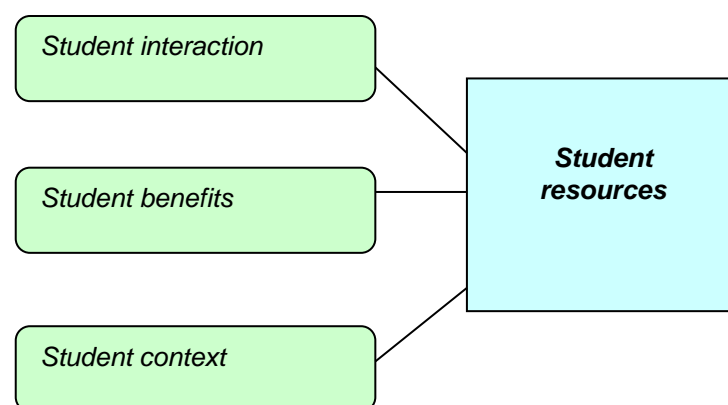 Student interaction
Student benefits
Student
resources
Student context